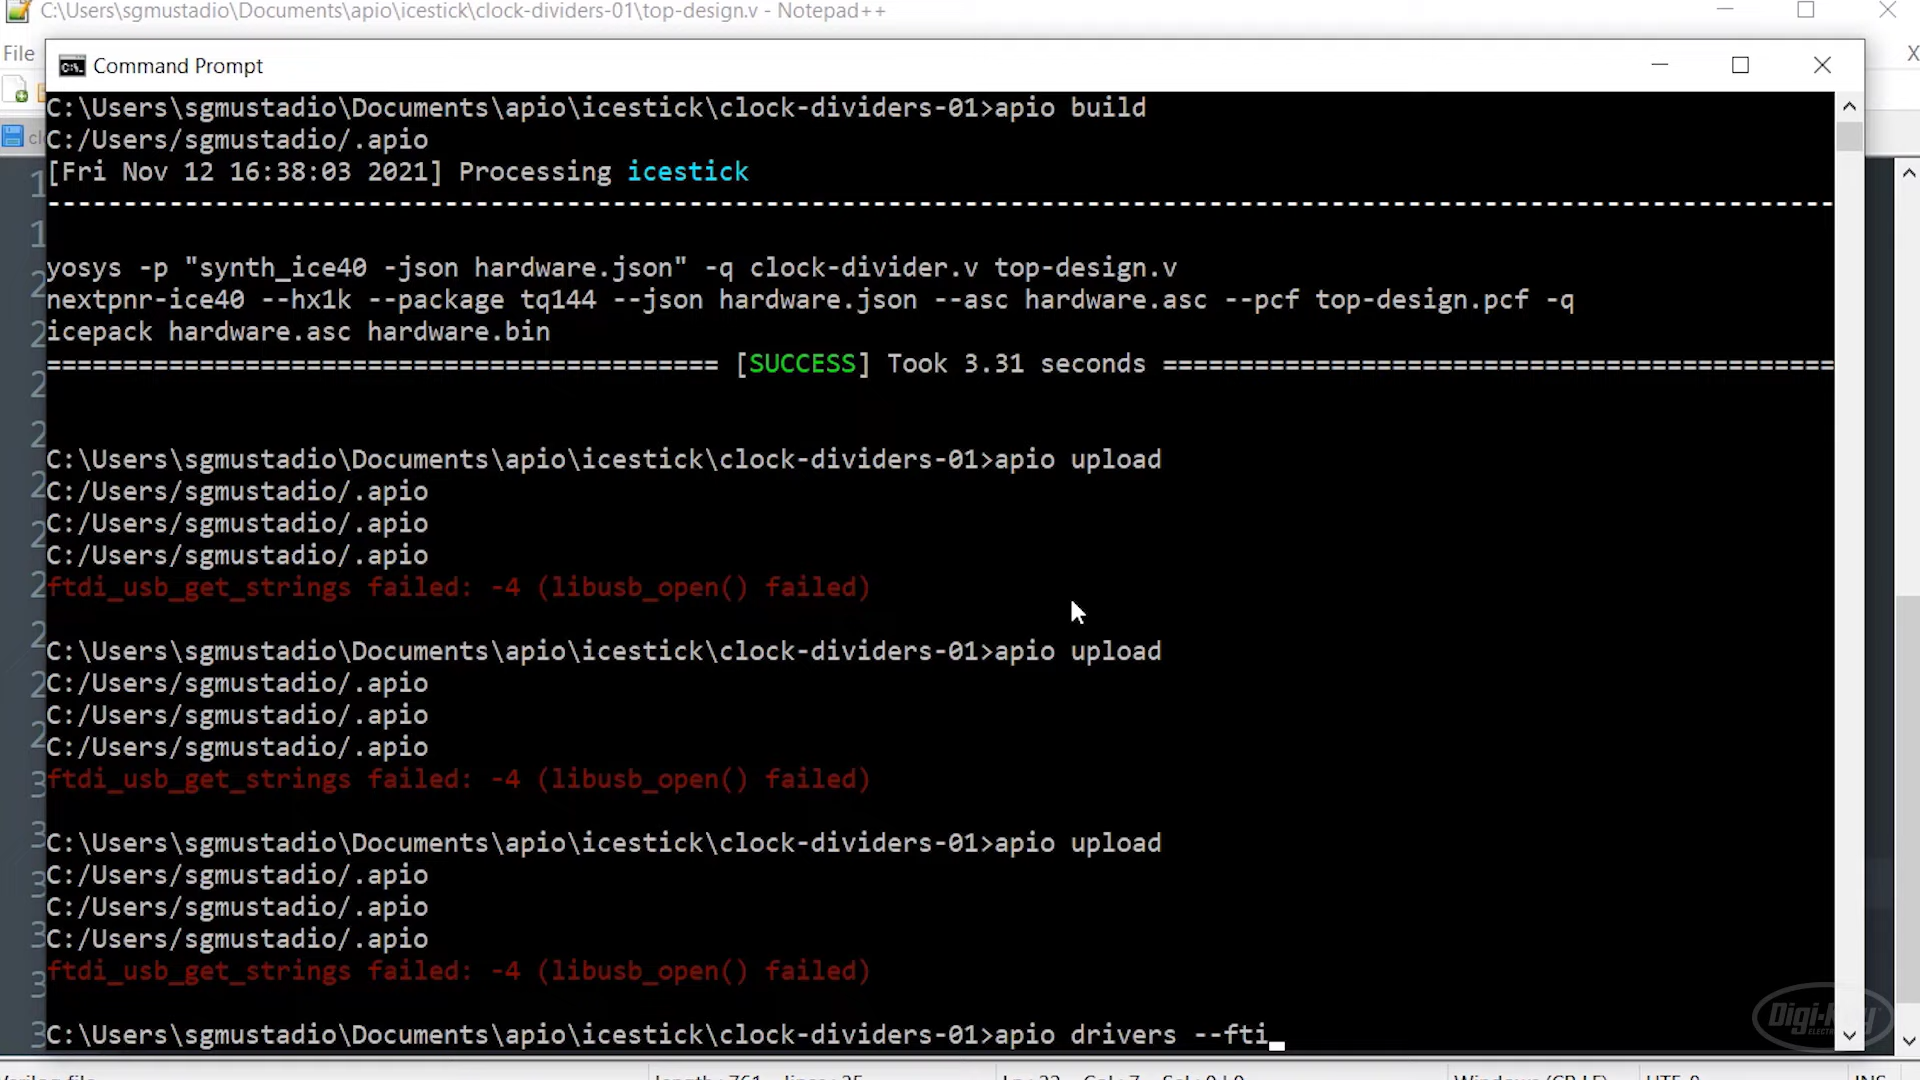 C:\Users\sgmustadio\Documents\apio\icestick\clock-dividers-01\top-design.v - Notepad++
File
X
Command Prompt
C:\Users\sgmustadio\Documents\apio\icestick\clock-dividers-01>apio build
C:/Users/sgmustadio/.apio
[Fri Nov 12 16:38:03 2021] Processing icestick
--------------------------------------------------------------------------------------------------------------------
yosys -p "synth_ice40 -json hardware.json" -q clock-divider.v top-design.v
nextpnr-ice40 --hx1k --package tq144 --json hardware.json --asc hardware.asc --pcf top-design.pcf -q
icepack hardware.asc hardware.bin
============================================ [SUCCESS] Took 3.31 seconds ============================================
C:\Users\sgmustadio\Documents\apio\icestick\clock-dividers-01>apio upload
C:/Users/sgmustadio/.apio
C:/Users/sgmustadio/.apio
C:/Users/sgmustadio/.apio
ftdi_usb_get_strings failed: -4 (libusb_open() failed)
C:\Users\sgmustadio\Documents\apio\icestick\clock-dividers-01>apio upload
C:/Users/sgmustadio/.apio
C:/Users/sgmustadio/.apio
C:/Users/sgmustadio/.apio
ftdi_usb_get_strings failed: -4 (libusb_open() failed)
C:\Users\sgmustadio\Documents\apio\icestick\clock-dividers-01>apio upload
C:/Users/sgmustadio/.apio
C:/Users/sgmustadio/.apio
C:/Users/sgmustadio/.apio
ftdi_usb_get_strings failed: -4 (libusb_open() failed)
C:\Users\sgmustadio\Documents\apio\icestick\clock-dividers-01>apio drivers --fti_
Digi-Key
ELECTRONICS